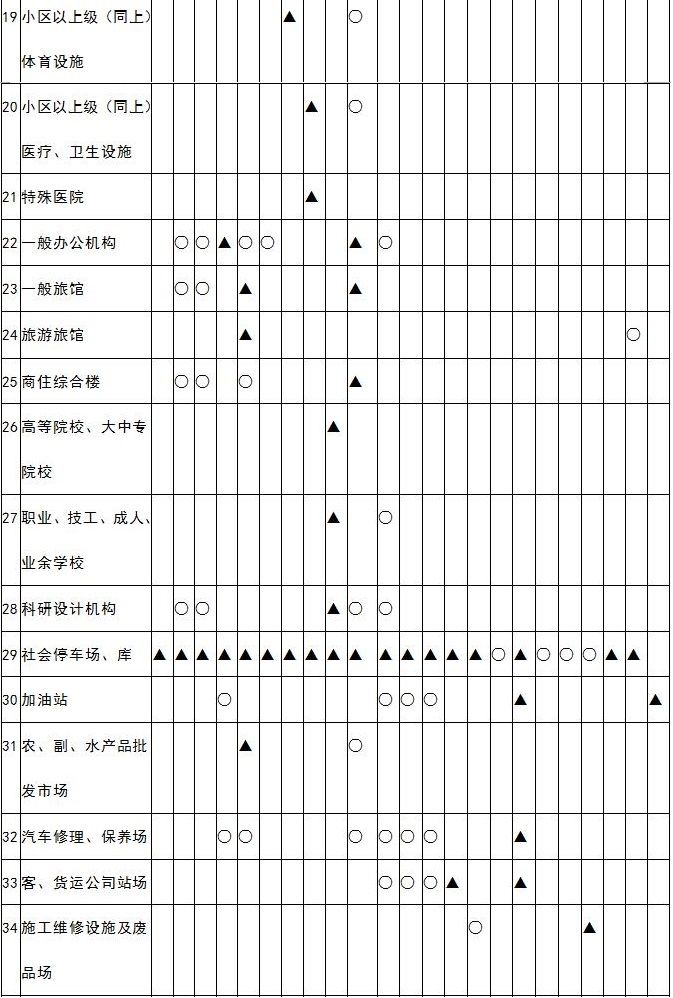 19 小区以上级（同上） ▲ ○
体育设施
20 小区以上级（同上） ▲ ○
医疗、卫生设施
21 特殊医院 ▲
22 一般办公机构 ○ ○ ▲ ○ ○ ▲ ○
23 一般旅馆 ○ ○ ▲ ▲
24 旅游旅馆 ▲ ○
25 商住综合楼 ○ ○ ○ ▲
26 高等院校、大中专 ▲
院校
27 职业、技工、成人、 ▲ ○
业余学校
28 科研设计机构 ○ ○ ▲ ○ ○
29 社会停车场、库 ▲ ▲ ▲ ▲ ▲ ▲ ▲ ▲ ▲ ▲ ▲ ▲ ▲ ▲ ▲ ○ ▲ ○ ○ ○ ▲ ▲
30 加油站 ○ ○ ○ ○ ▲ ▲
31 农、副、水产品批 ▲ ○
发市场
32 汽车修理、保养场 ○ ○ ○ ○ ○ ○ ▲
33 客、货运公司站场 ○ ○ ○ ▲ ▲
34 施工维修设施及废 ○ ▲
品场